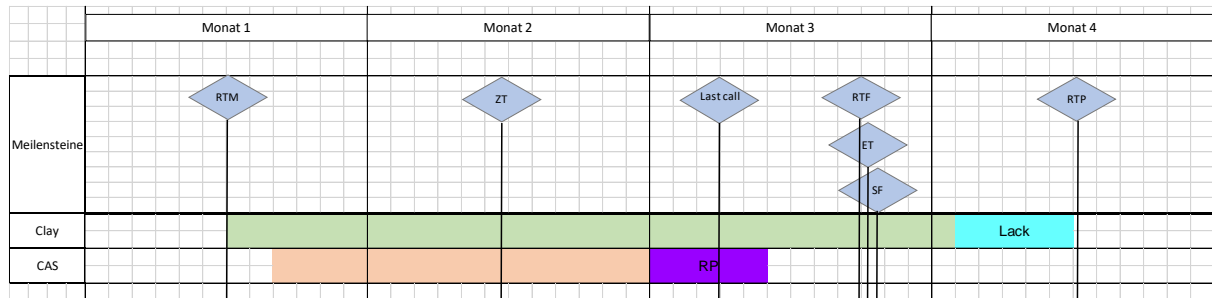 Monat 1
Monat 2
Monat 3
Monat 4
Meilensteine
RTM
ZT
Last call
RTF
RTP
ET
SF
Clay
Lack
CAS
RP